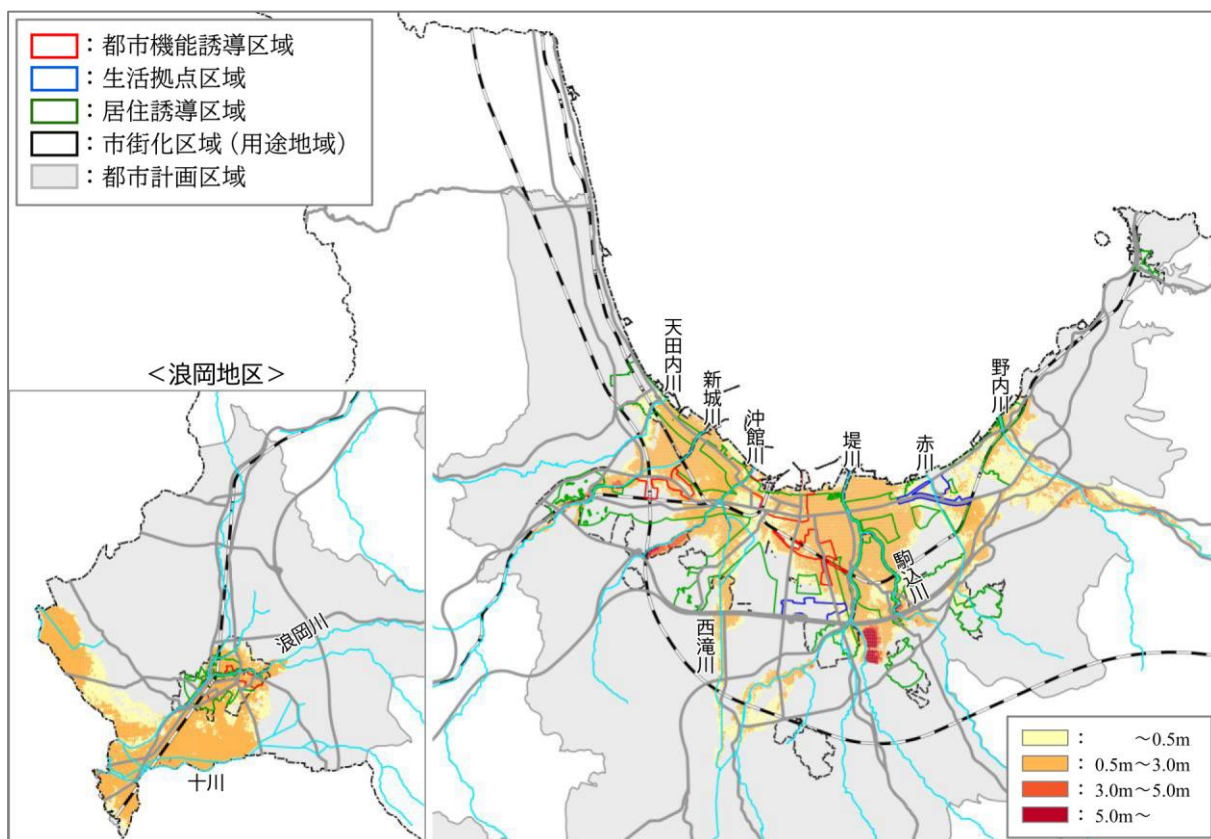 ：都市機能誘導区域
：生活拠点区域
：居住誘導区域
：市街化区域（用途地域）
：都市計画区域
＜浪岡地区＞
天田内川
新城川
沖館川
堤川
赤川
野内川
駒込川
西滝川
浪岡川
十川
：　　～0.5m
：0.5m～3.0m
：3.0m～5.0m
：5.0m～